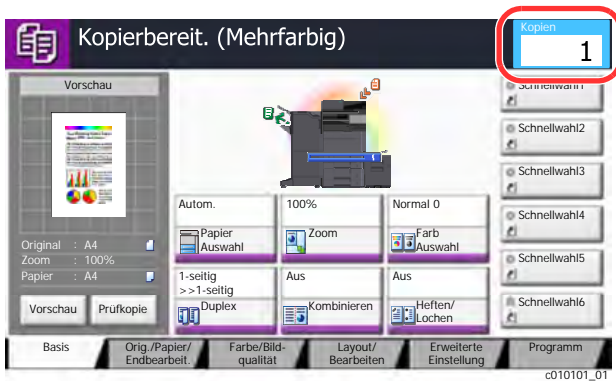 Kopierbereit. (Mehrfarbig)
Kopien
1
Vorschau
Original : A4
Zoom : 100%
Papier : A4
Vorschau
Prüfkopie
Autom.
Papier
Auswahl
100%
Zoom
Normal 0
Farb
Auswahl
1-seitig
>>1-seitig
Duplex
Aus
Kombinieren
Aus
Heften/
Lochen
Schnellwahl1
Schnellwahl2
Schnellwahl3
Schnellwahl4
Schnellwahl5
Schnellwahl6
Basis
Orig./Papier/
Endbearbeit.
Farbe/Bild-
qualität
Layout/
Bearbeiten
Erweiterte
Einstellung
Programm
c010101_01